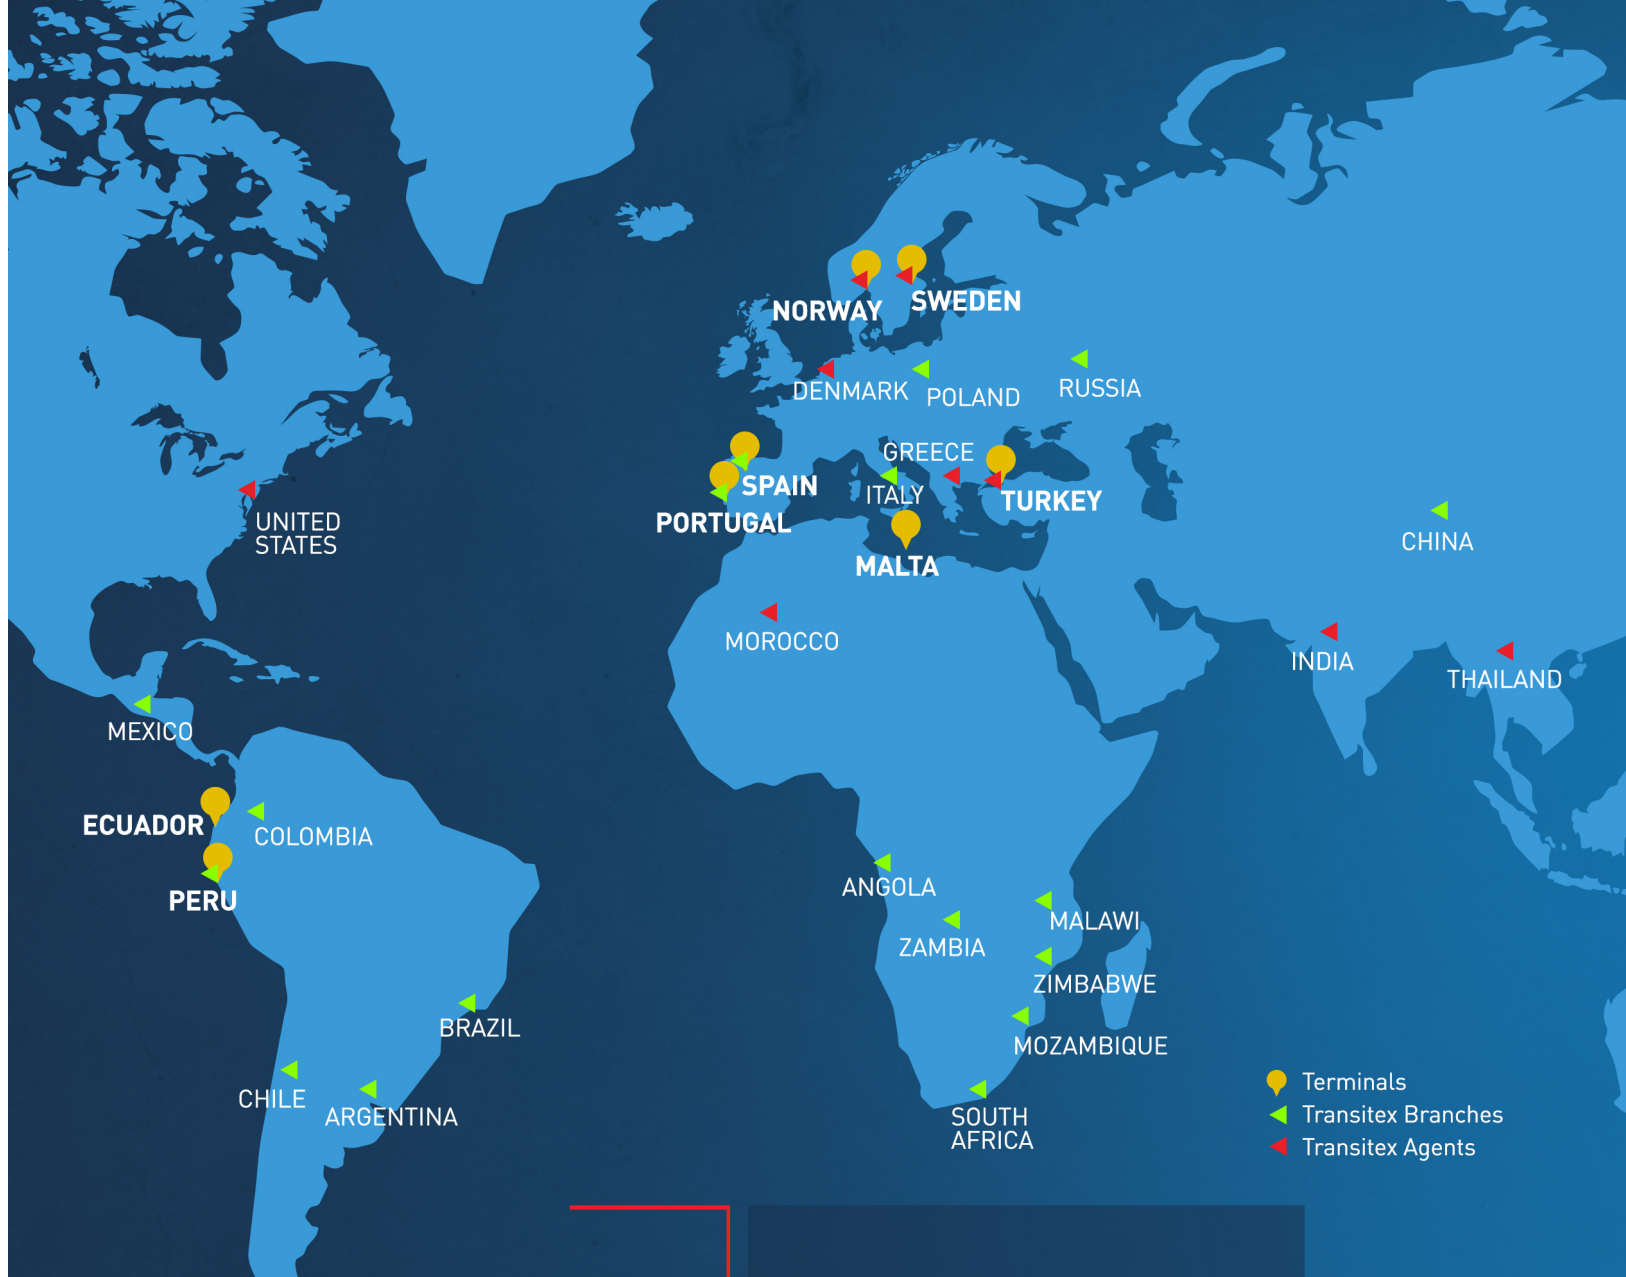 NORWAY
SWEDEN
DENMARK
POLAND
RUSSIA
GREECE
SPAIN
ITALY
TURKEY
PORTUGAL
UNITED
STATES
CHINA
MALTA
MOROCCO
INDIA
THAILAND
MEXICO
ECUADOR
COLOMBIA
PERU
ANGOLA
MALAWI
ZAMBIA
ZIMBABWE
BRAZIL
MOZAMBIQUE
CHILE
ARGENTINA
SOUTH
AFRICA
Terminals
Transitex Branches
Transitex Agents